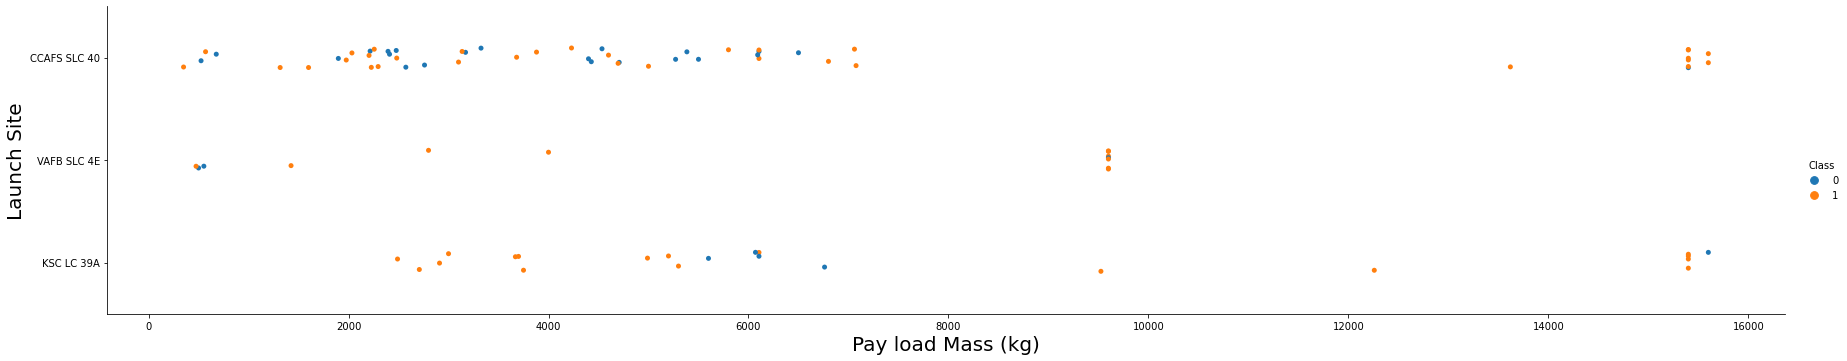 Launch Site
CCAFS SLC 40
VAFB SLC 4E
KSC LC 39A
0 2000 4000 6000 8000 10000 12000 14000 16000
Pay load Mass (kg)
Class
0
1